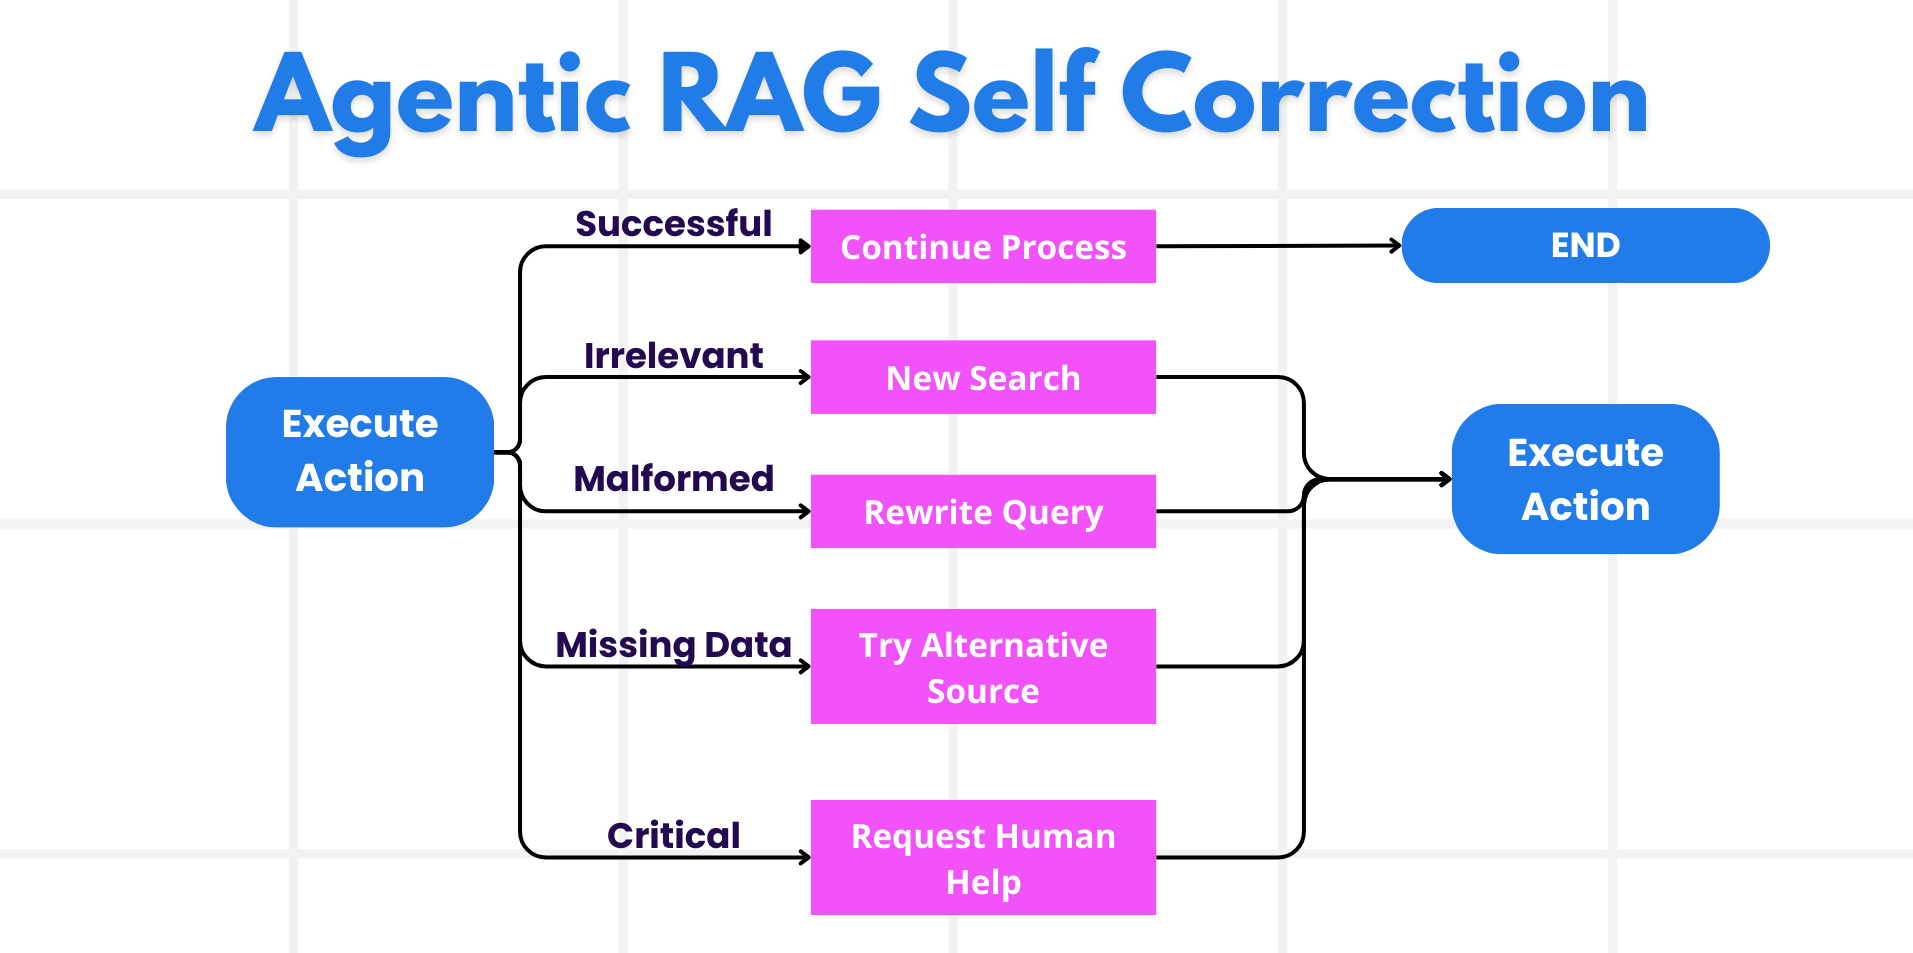 Agentic RAG Self Correction
Successful
Continue Process
END
Irrelevant
New Search
Execute
Action
Malformed
Rewrite Query
Execute
Action
Missing Data
Try Alternative
Source
Critical
Request Human
Help